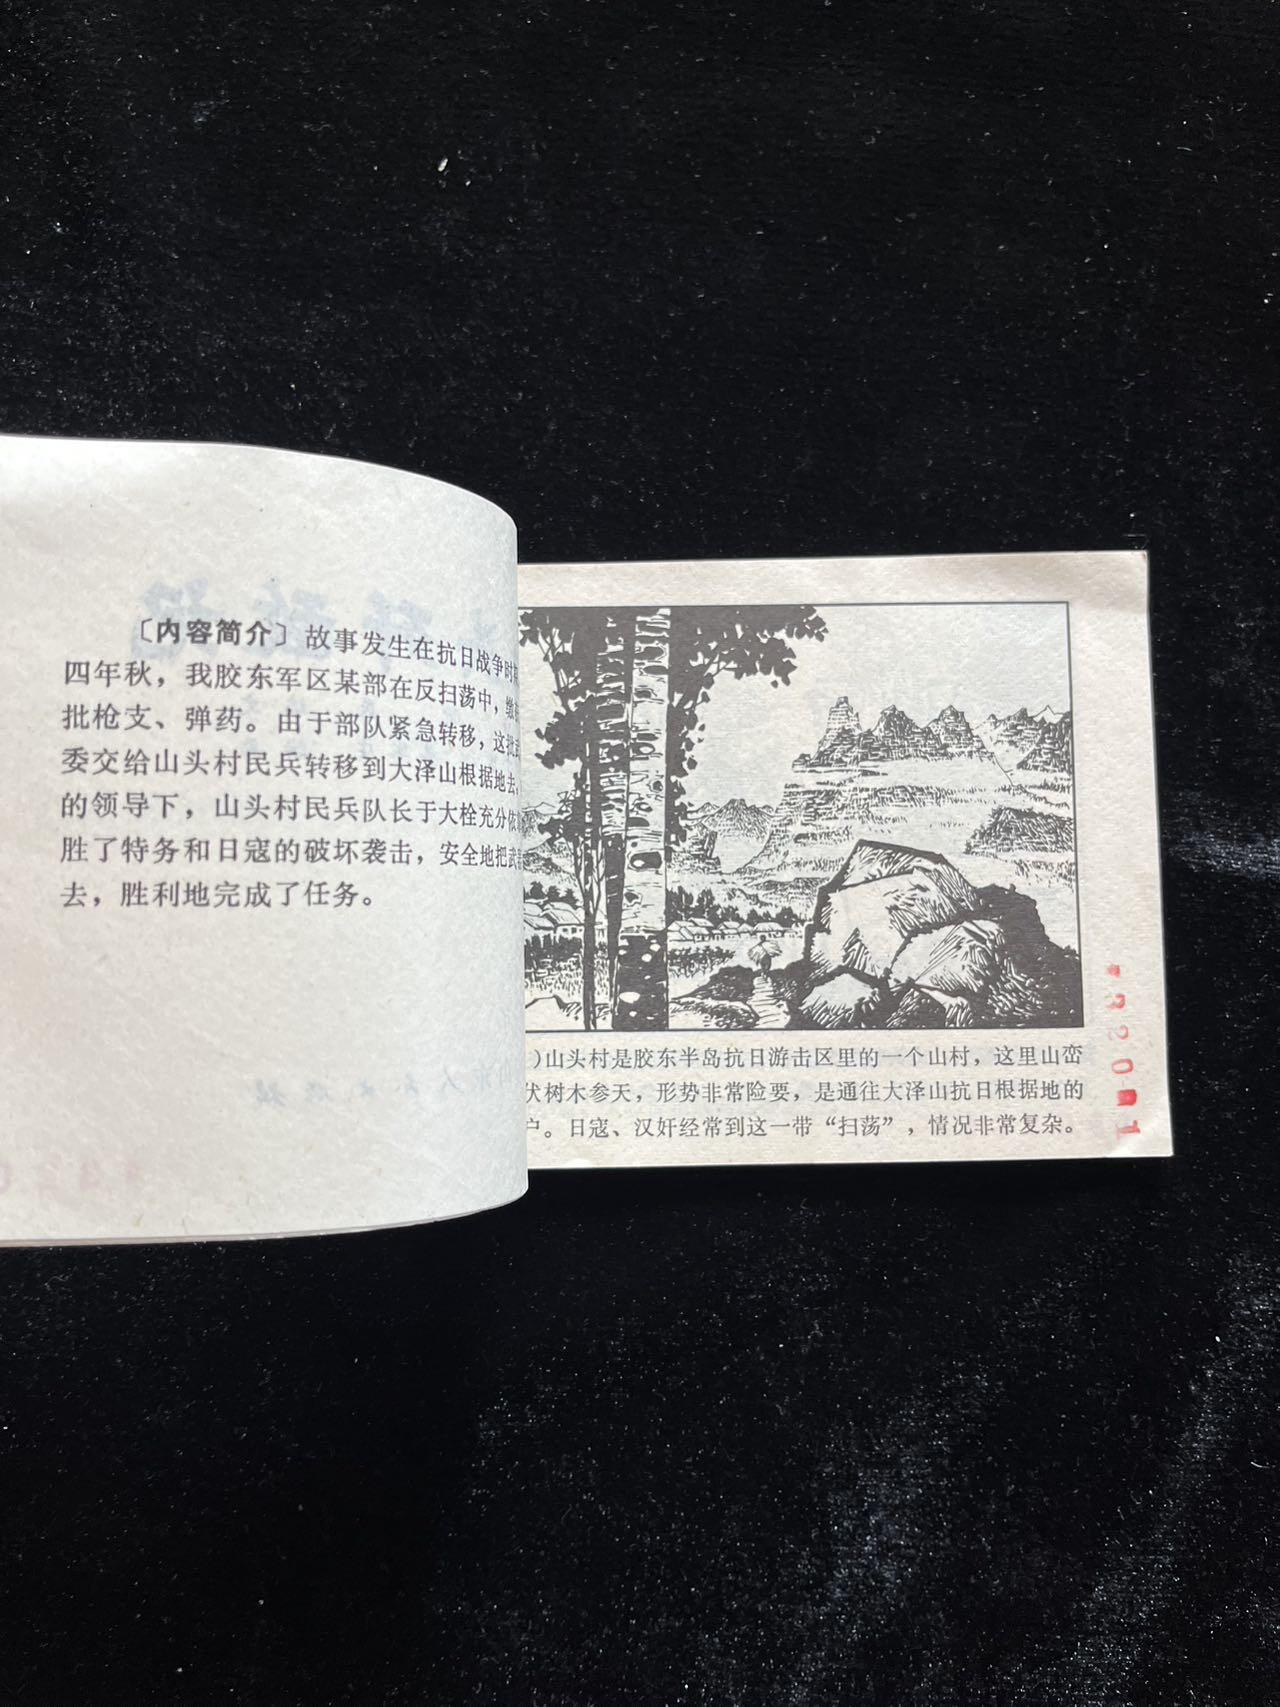 〔内容简介〕故事发生在抗日战争时
四年秋，我胶东军区某部在反扫荡中，缴
批枪支、弹药。由于部队紧急转移，这批
委交给山头村民兵转移到大泽山根据地去。
的领导下，山头村民兵队长于大栓充分依
胜了特务和日寇的破坏袭击，安全地把武
去，胜利地完成了任务。
)山头村是胶东半岛抗日游击区里的一个山村，这里山峦
伏树木参天，形势非常险要，是通往大泽山抗日根据地的
户。日寇、汉奸经常到这一带“扫荡”，情况非常复杂。